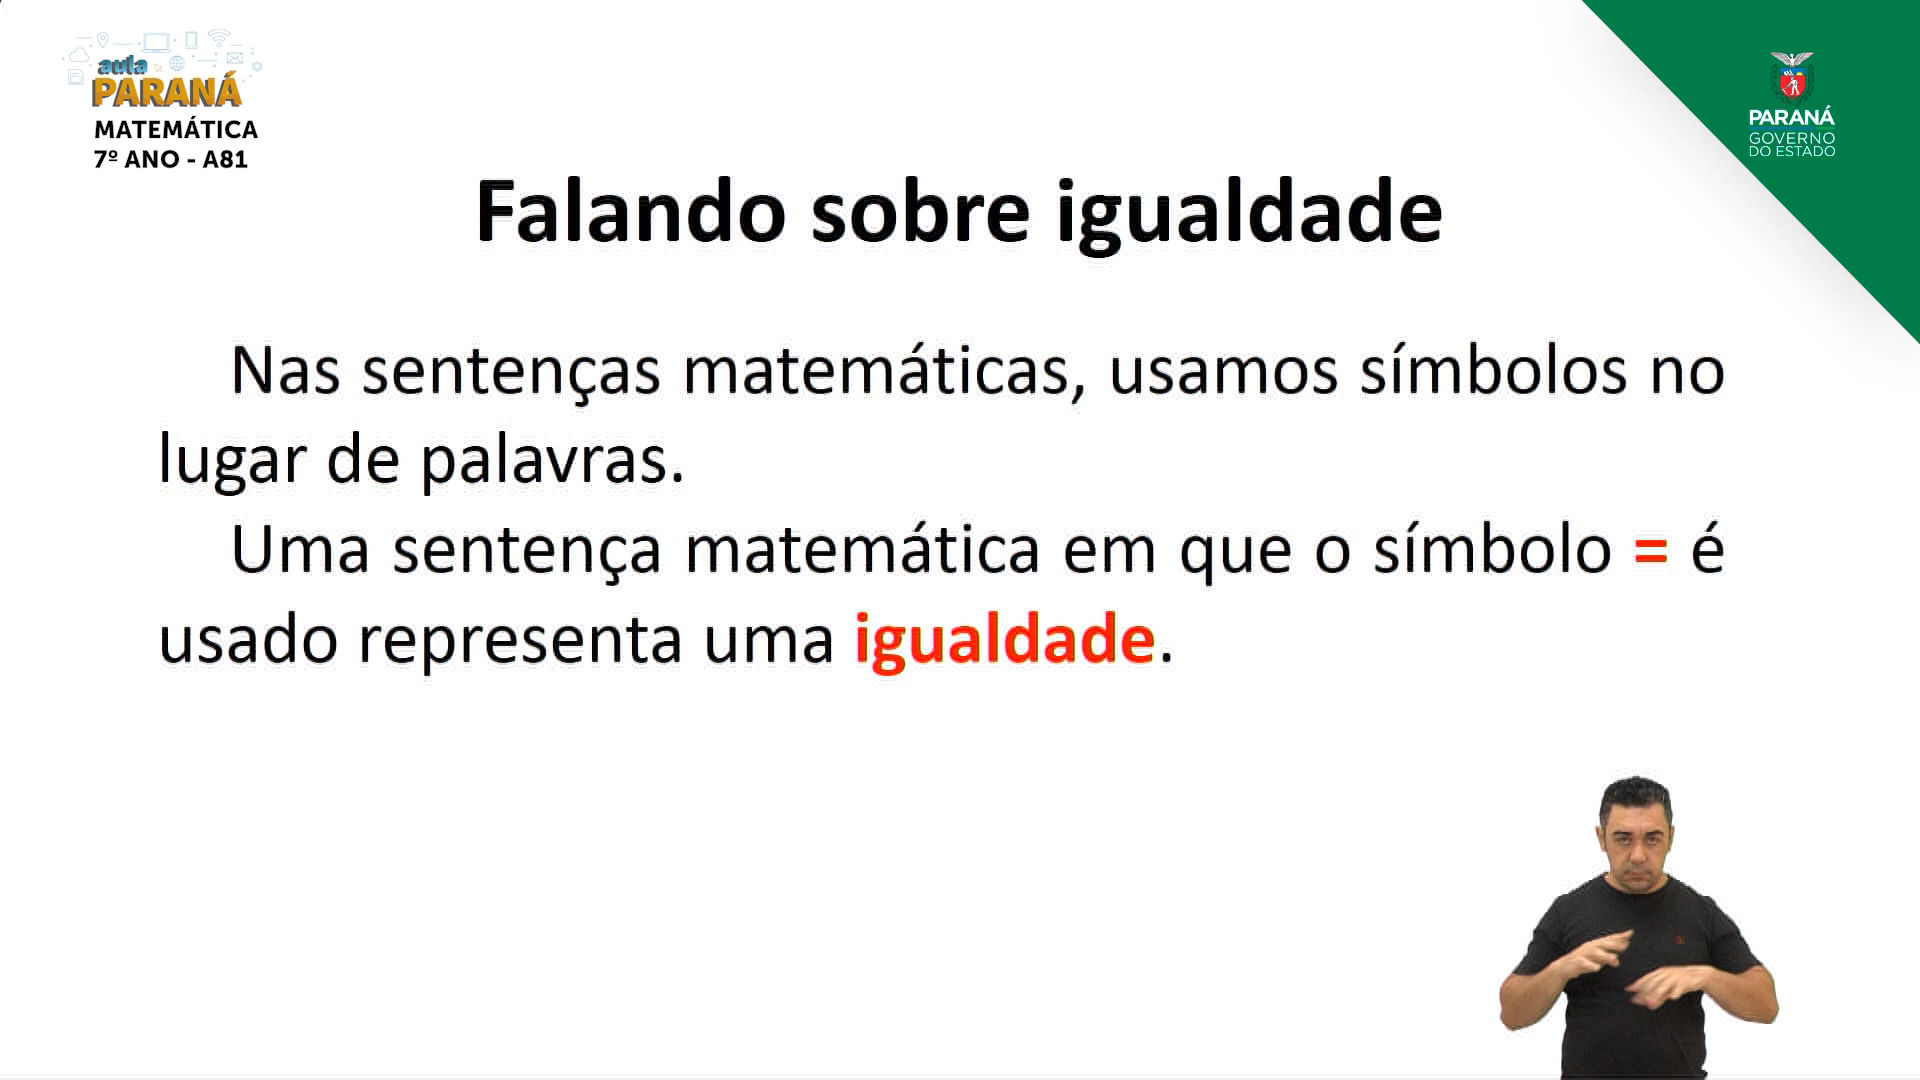 aula
PARANÁ
MATEMÁTICA
7º ANO - A81
PARANÁ
GOVERNO
DO ESTADO
Falando sobre igualdade
Nas sentenças matemáticas, usamos símbolos no
lugar de palavras.
Uma sentença matemática em que o símbolo = é
usado representa uma igualdade.